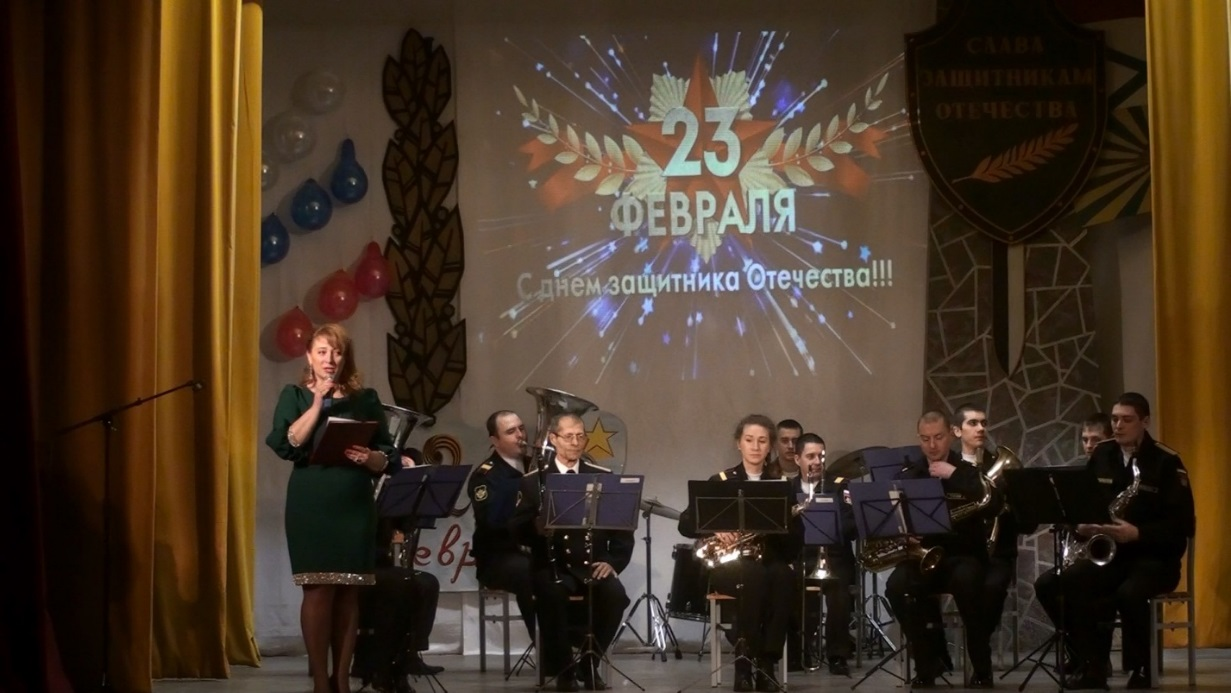 23
ФЕВРАЛЯ
С днем защитника Отечества!!!
СЛАВА
ЗАЩИТНИКАМ
ОТЕЧЕСТВА